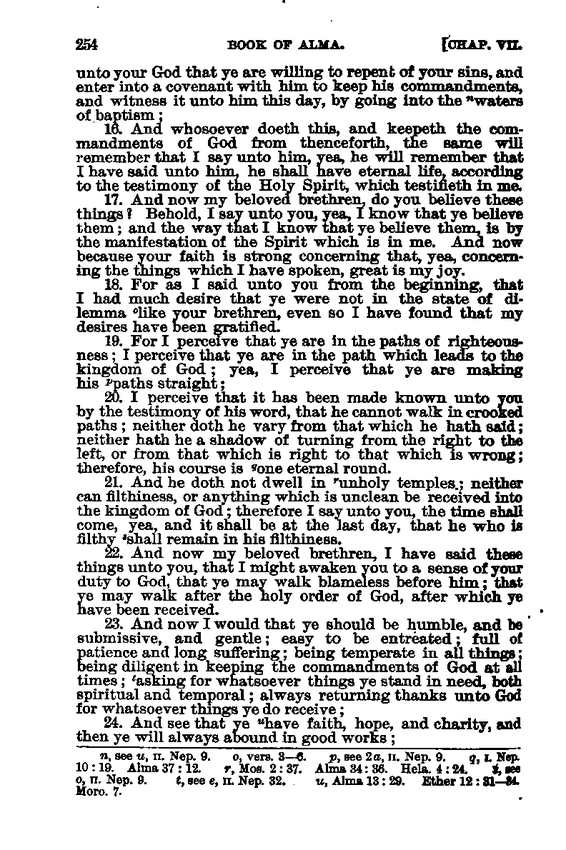 254 BOOK OF ALMA. [CHAP. VII.
unto your God that ye are willing to repent of your sins, and
enter into a covenant with him to keep his commandments,
and witness it unto him this day, by going into the ⁿwaters
of baptism;
16. And whosoever doeth this, and keepeth the com-
mandments of God from thenceforth, the same will
remember that I say unto him, yea, he will remember that
I have said unto him, he shall have eternal life, according
to the testimony of the Holy Spirit, which testifieth in me.
17. And now my beloved brethren, do you believe these
things? Behold, I say unto you, yea, I know that ye believe
them; and the way that I know that ye believe them, is by
the manifestation of the Spirit which is in me. And now
because your faith is strong concerning that, yea, concern-
ing the things which I have spoken, great is my joy.
18. For as I said unto you from the beginning, that
I had much desire that ye were not in the state of di-
lemma ᵒlike your brethren, even so I have found that my
desires have been gratified.
19. For I perceive that ye are in the paths of righteous-
ness; I perceive that ye are in the path which leads to the
kingdom of God; yea, I perceive that ye are making
his ᵖpaths straight;
20. I perceive that it has been made known unto you
by the testimony of his word, that he cannot walk in crooked
paths; neither doth he vary from that which he hath said;
neither hath he a shadow of turning from the right to the
left, or from that which is right to that which is wrong;
therefore, his course is qone eternal round.
21. And he doth not dwell in ʳunholy temples; neither
can filthiness, or anything which is unclean be received into
the kingdom of God; therefore I say unto you, the time shall
come, yea, and it shall be at the last day, that he who is
filthy ˢshall remain in his filthiness.
22. And now my beloved brethren, I have said these
things unto you, that I might awaken you to a sense of your
duty to God, that ye may walk blameless before him; that
ye may walk after the holy order of God, after which ye
have been received.
23. And now I would that ye should be humble, and be
submissive, and gentle; easy to be entreated; full of
patience and long suffering; being temperate in all things;
being diligent in keeping the commandments of God at all
times; ᵗasking for whatsoever things ye stand in need, both
spiritual and temporal; always returning thanks unto God
for whatsoever things ye do receive;
24. And see that ye ᵘhave faith, hope, and charity, and
then ye will always abound in good works;
n, see u, II. Nep. 9. o, vers. 3—6. p, see 2a, II. Nep. 9. q, I. Nep.
10:19. Alma 37:12. r, Mos. 2:37. Alma 34:36. Hela. 4:24. s, see
o, II. Nep. 9. t, see e, II. Nep. 32. u, Alma 13:29. Ether 12:31—34.
Moro. 7.